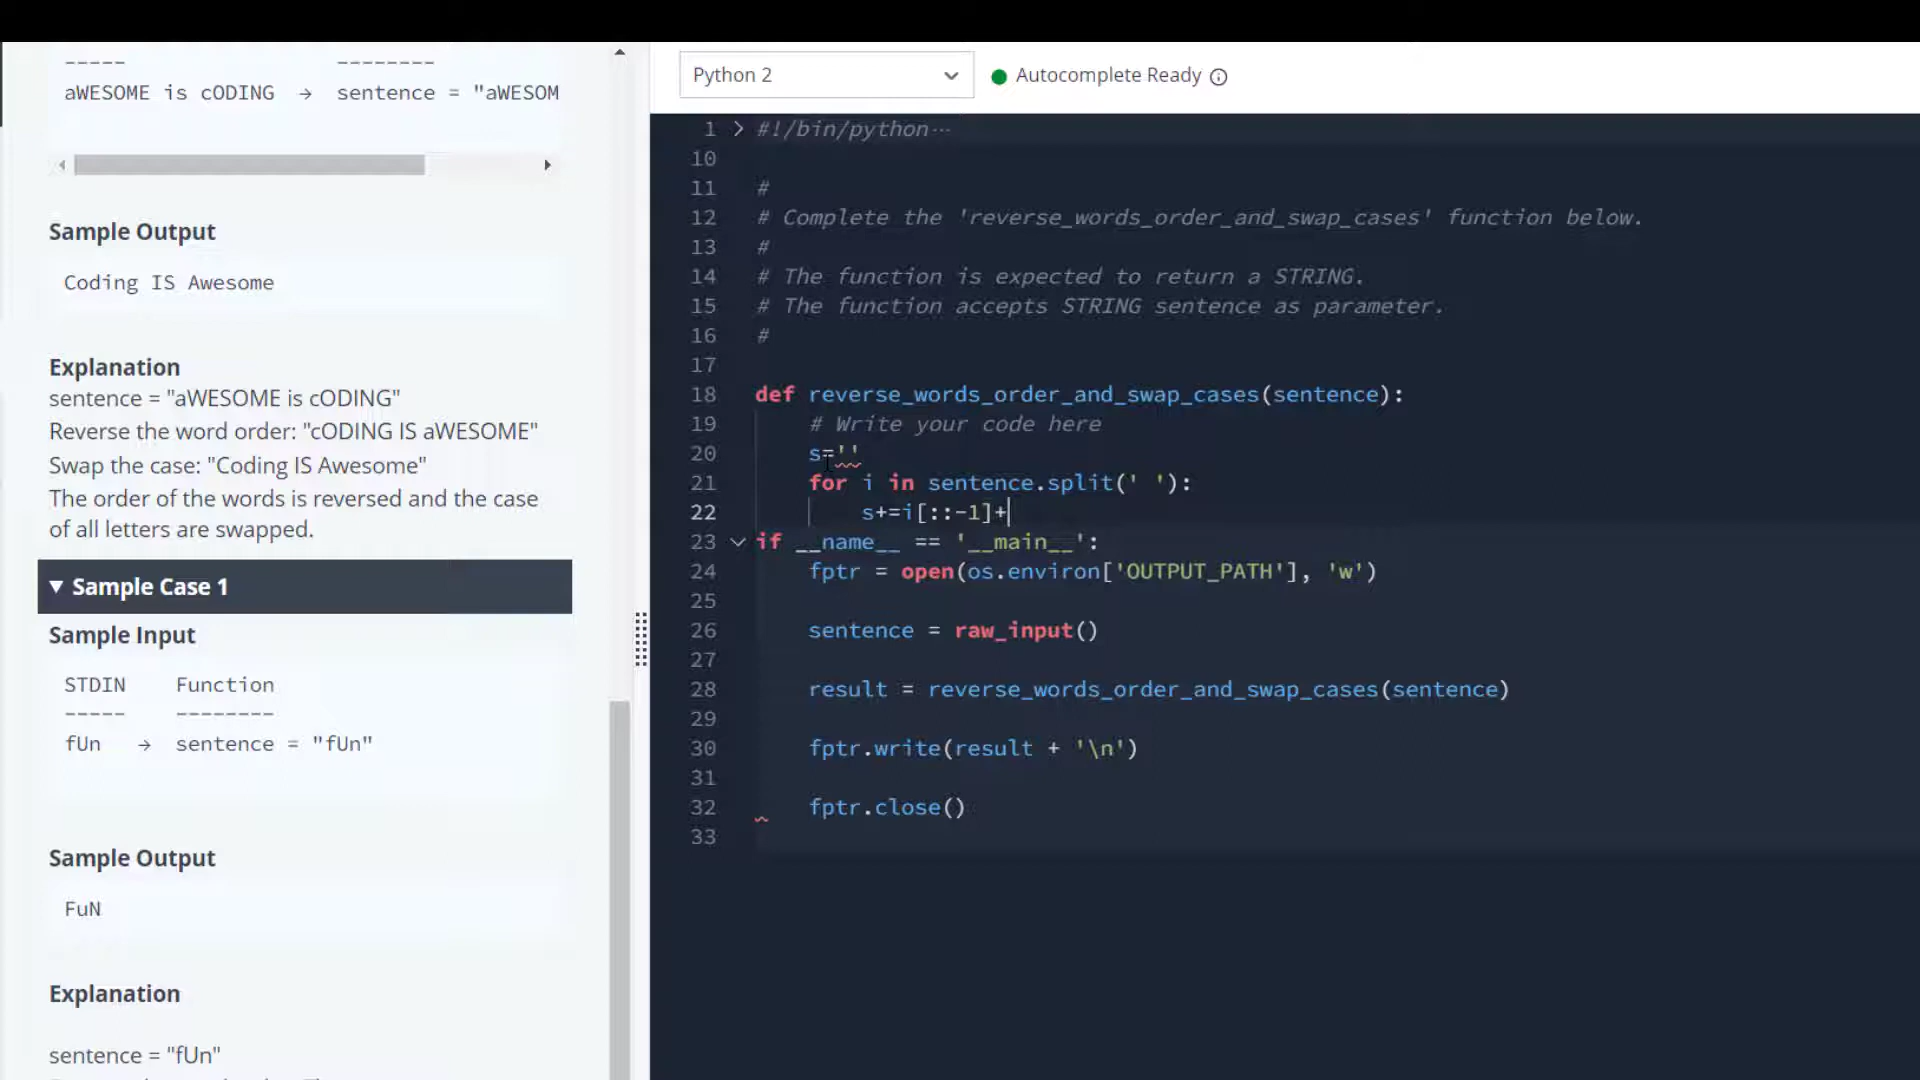 ----- --------
aWESOME is cODING → sentence = "aWESOM
Sample Output
Coding IS Awesome
Explanation
sentence = "aWESOME is cODING"
Reverse the word order: "cODING IS aWESOME"
Swap the case: "Coding IS Awesome"
The order of the words is reversed and the case
of all letters are swapped.
▼ Sample Case 1
Sample Input
STDIN Function
----- --------
fUn → sentence = "fUn"
Sample Output
FuN
Explanation
sentence = "fUn"
Python 2
Autocomplete Ready
1 #!/bin/python
10
11 #
12 # Complete the 'reverse_words_order_and_swap_cases' function below.
13 #
14 # The function is expected to return a STRING.
15 # The function accepts STRING sentence as parameter.
16 #
17
18 def reverse_words_order_and_swap_cases(sentence):
19 # Write your code here
20 s=''
21 for i in sentence.split(' '):
22 s+=i[::-1]+
23 if __name__ == '__main__':
24 fptr = open(os.environ['OUTPUT_PATH'], 'w')
25
26 sentence = raw_input()
27
28 result = reverse_words_order_and_swap_cases(sentence)
29
30 fptr.write(result + '\n')
31
32 fptr.close()
33